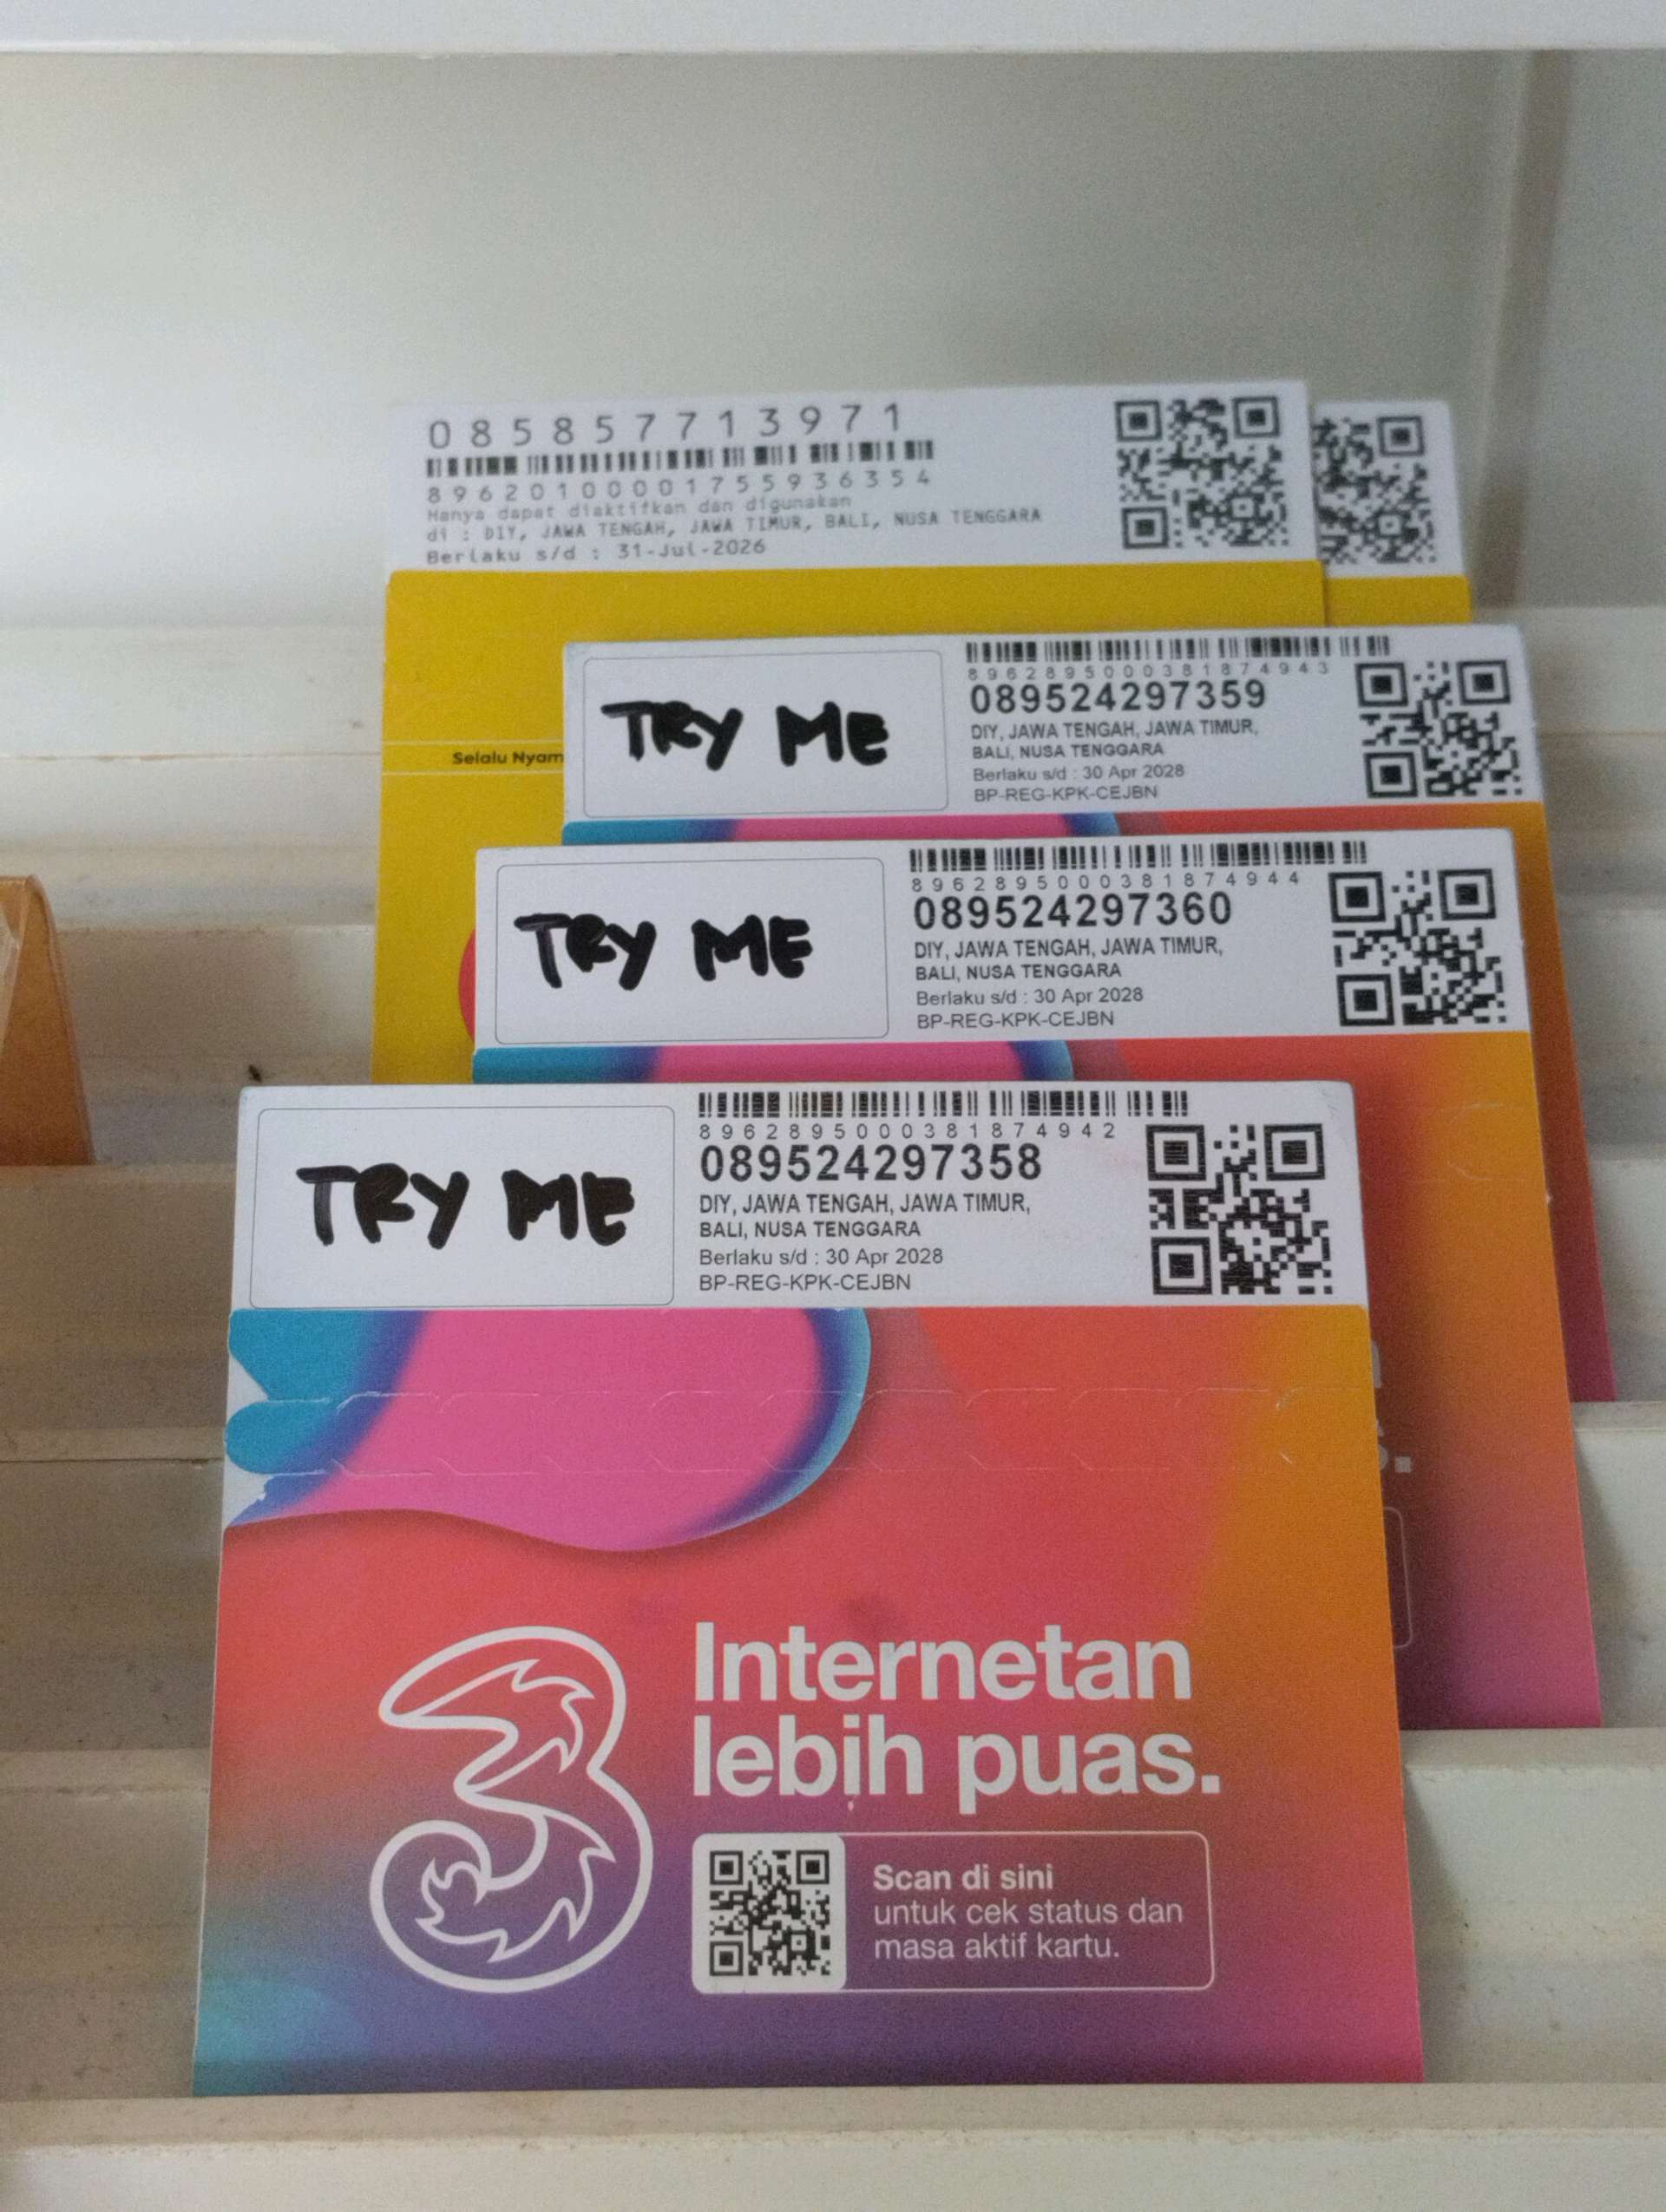 085857713971
89620100001755936354
Hanya dapat diaktifkan dan digunakan
di : DIY, JAWA TENGAH, JAWA TIMUR, BALI, NUSA TENGGARA
Berlaku s/d : 31-Jul-2026
Selalu Nyam
TRY ME
8962895000381874943
089524297359
DIY, JAWA TENGAH, JAWA TIMUR,
BALI, NUSA TENGGARA
Berlaku s/d : 30 Apr 2028
BP-REG-KPK-CEJBN
TRY ME
8962895000381874944
089524297360
DIY, JAWA TENGAH, JAWA TIMUR,
BALI, NUSA TENGGARA
Berlaku s/d : 30 Apr 2028
BP-REG-KPK-CEJBN
TRY ME
8962895000381874942
089524297358
DIY, JAWA TENGAH, JAWA TIMUR,
BALI, NUSA TENGGARA
Berlaku s/d : 30 Apr 2028
BP-REG-KPK-CEJBN
3
Internetan
lebih puas.
Scan di sini
untuk cek status dan
masa aktif kartu.